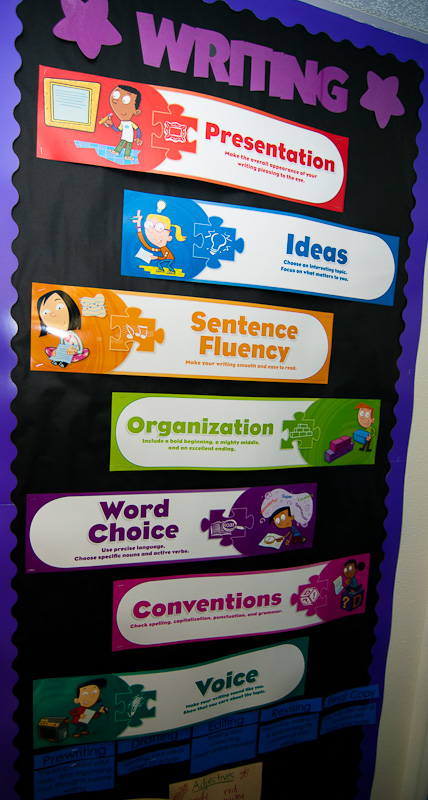 WRITING
Presentation
Make the overall appearance of your
writing pleasing to the eye.
Ideas
Choose an interesting topic.
Focus on what matters to you.
Sentence
Fluency
Make your writing smooth and easy to read.
Organization
Include a bold beginning, a mighty middle,
and an excellent ending.
Word
Choice
Use precise language.
Choose specific nouns and active verbs.
Conventions
Check spelling, capitalization, punctuation, and grammar.
Voice
Make your writing sound like you.
Show that you care about the topic.
Prewriting
Drafting
Editing
Revising
Final Copy
Adjectives
red